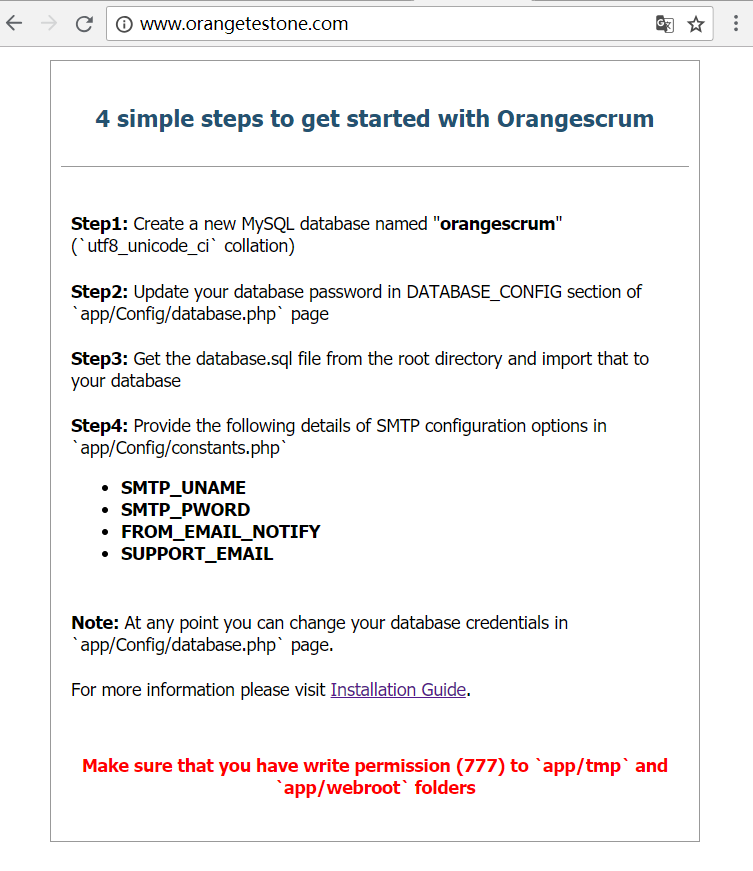 www.orangetestone.com
4 simple steps to get started with Orangescrum
Step1: Create a new MySQL database named "orangescrum"
(`utf8_unicode_ci` collation)
Step2: Update your database password in DATABASE_CONFIG section of
`app/Config/database.php` page
Step3: Get the database.sql file from the root directory and import that to
your database
Step4: Provide the following details of SMTP configuration options in
`app/Config/constants.php`
• SMTP_UNAME
• SMTP_PWORD
• FROM_EMAIL_NOTIFY
• SUPPORT_EMAIL
Note: At any point you can change your database credentials in
`app/Config/database.php` page.
For more information please visit Installation Guide.
Make sure that you have write permission (777) to `app/tmp` and
`app/webroot` folders